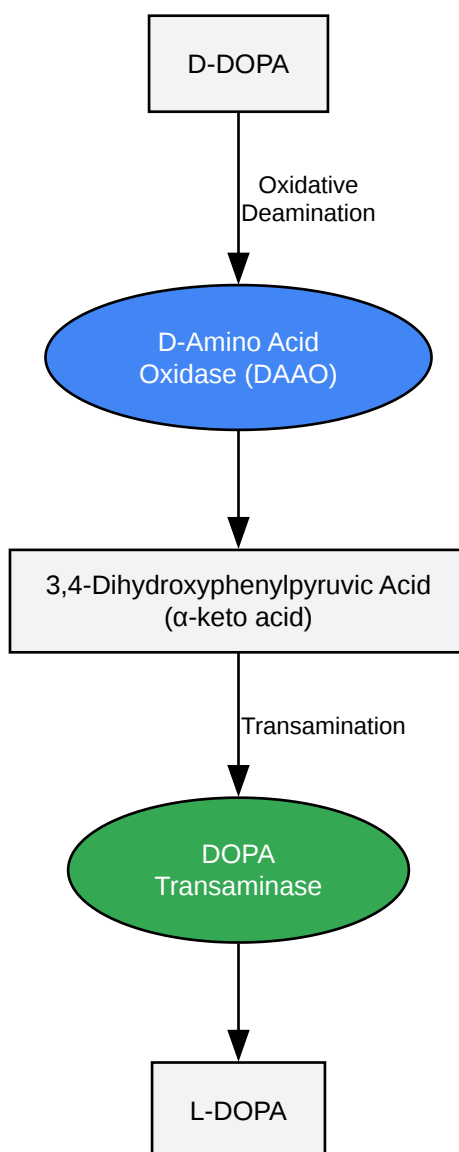 D-DOPA
Oxidative
Deamination
D-Amino Acid
Oxidase (DAAO)
3,4-Dihydroxyphenylpyruvic Acid
(α-keto acid)
Transamination
DOPA
Transaminase
L-DOPA